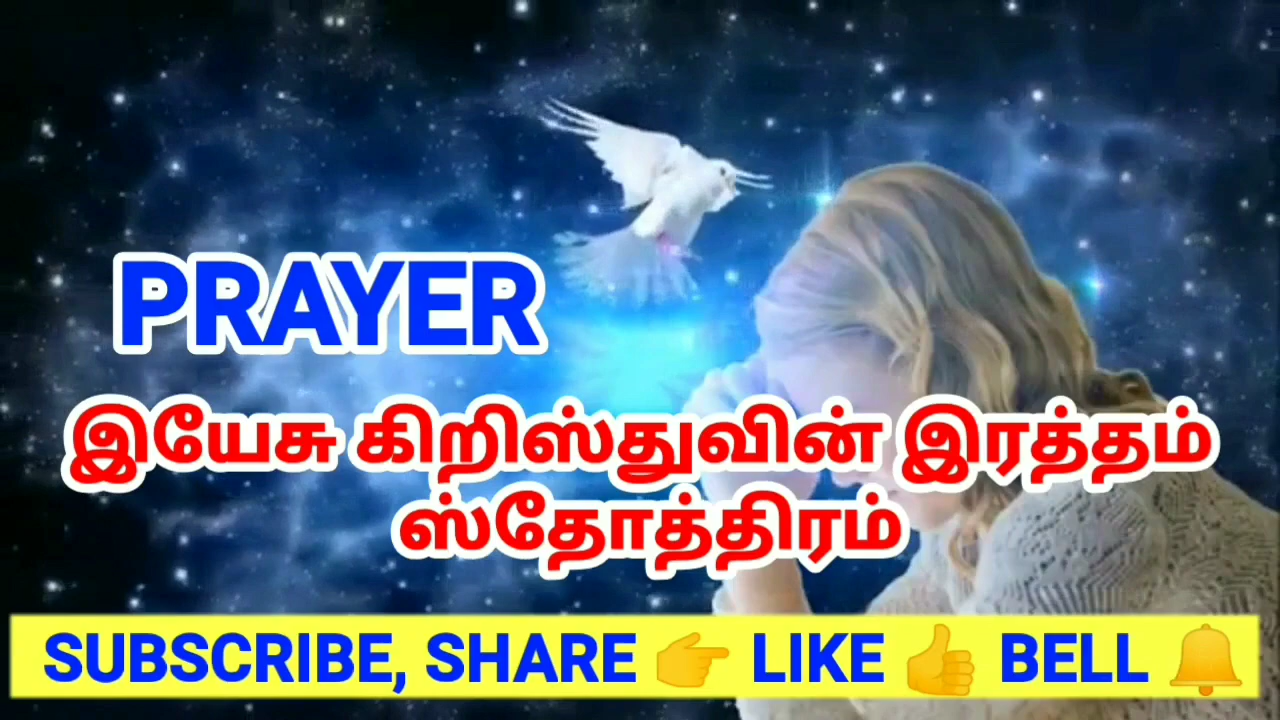 PRAYER
இயேசு கிறிஸ்துவின் இரத்தம்
ஸ்தோத்திரம்
SUBSCRIBE, SHARE 👉 LIKE 👍 BELL 🔔